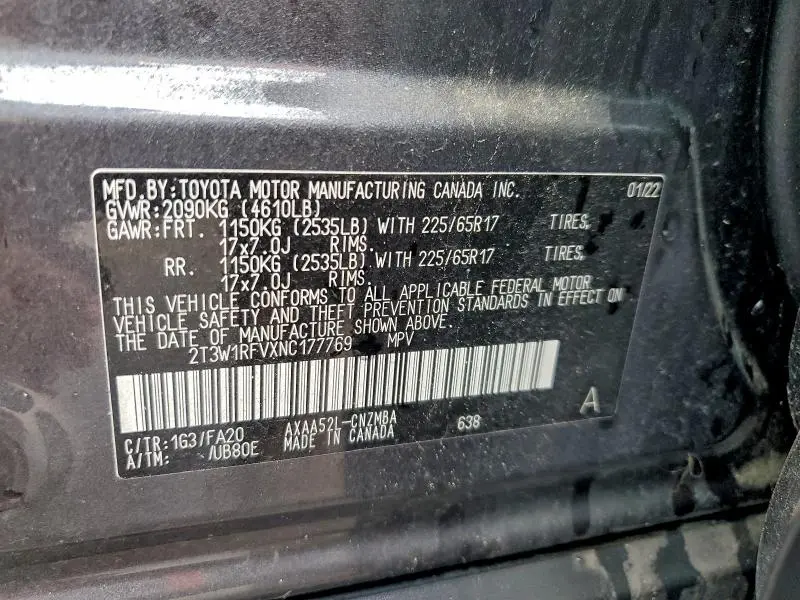 MFD.BY:TOYOTA MOTOR MANUFACTURING CANADA INC. 01/22
GVWR:2090KG (4610LB)
GAWR:FRT. 1150KG (2535LB) WITH 225/65R17 TIRES,
17x7.0J RIMS.
RR. 1150KG (2535LB) WITH 225/65R17 TIRES,
17x7.0J RIMS.
THIS VEHICLE CONFORMS TO ALL APPLICABLE FEDERAL MOTOR
VEHICLE SAFETY AND THEFT PREVENTION STANDARDS IN EFFECT ON
THE DATE OF MANUFACTURE SHOWN ABOVE.
2T3W1RFVXNC177769 MPV
C/TR:1G3/FA20 AXAA52L-CNZMBA 638 A
A/TM: /UB80E MADE IN CANADA